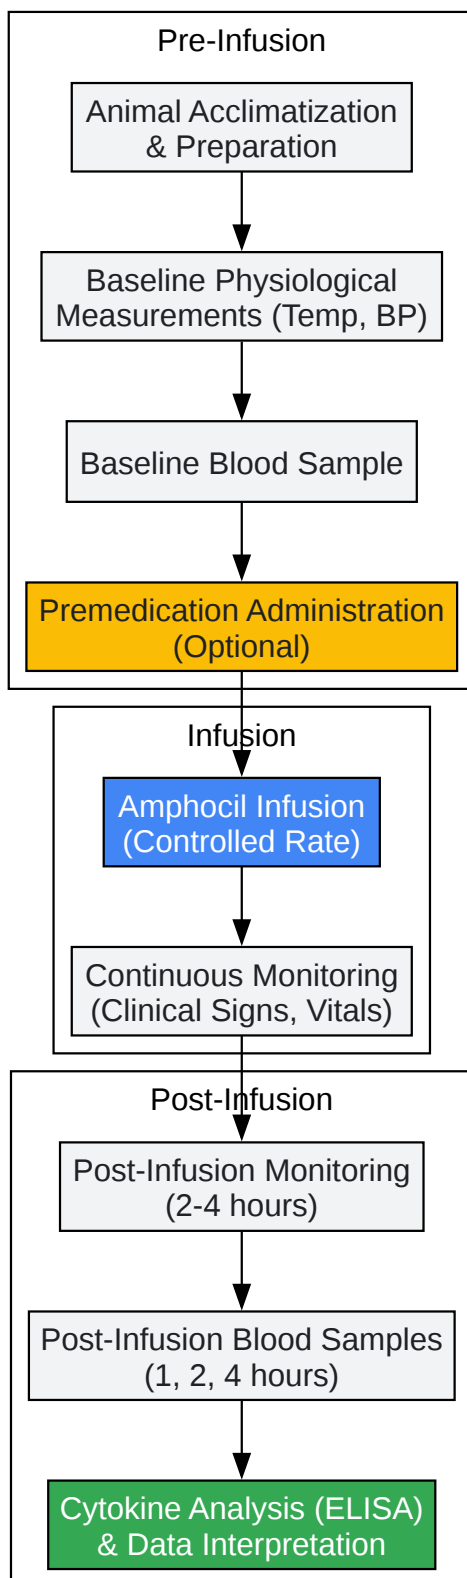 Pre-Infusion
Animal Acclimatization
& Preparation
Baseline Physiological
Measurements (Temp, BP)
Baseline Blood Sample
Premedication Administration
(Optional)
Infusion
Amphocil Infusion
(Controlled Rate)
Continuous Monitoring
(Clinical Signs, Vitals)
Post-Infusion
Post-Infusion Monitoring
(2-4 hours)
Post-Infusion Blood Samples
(1, 2, 4 hours)
Cytokine Analysis (ELISA)
& Data Interpretation